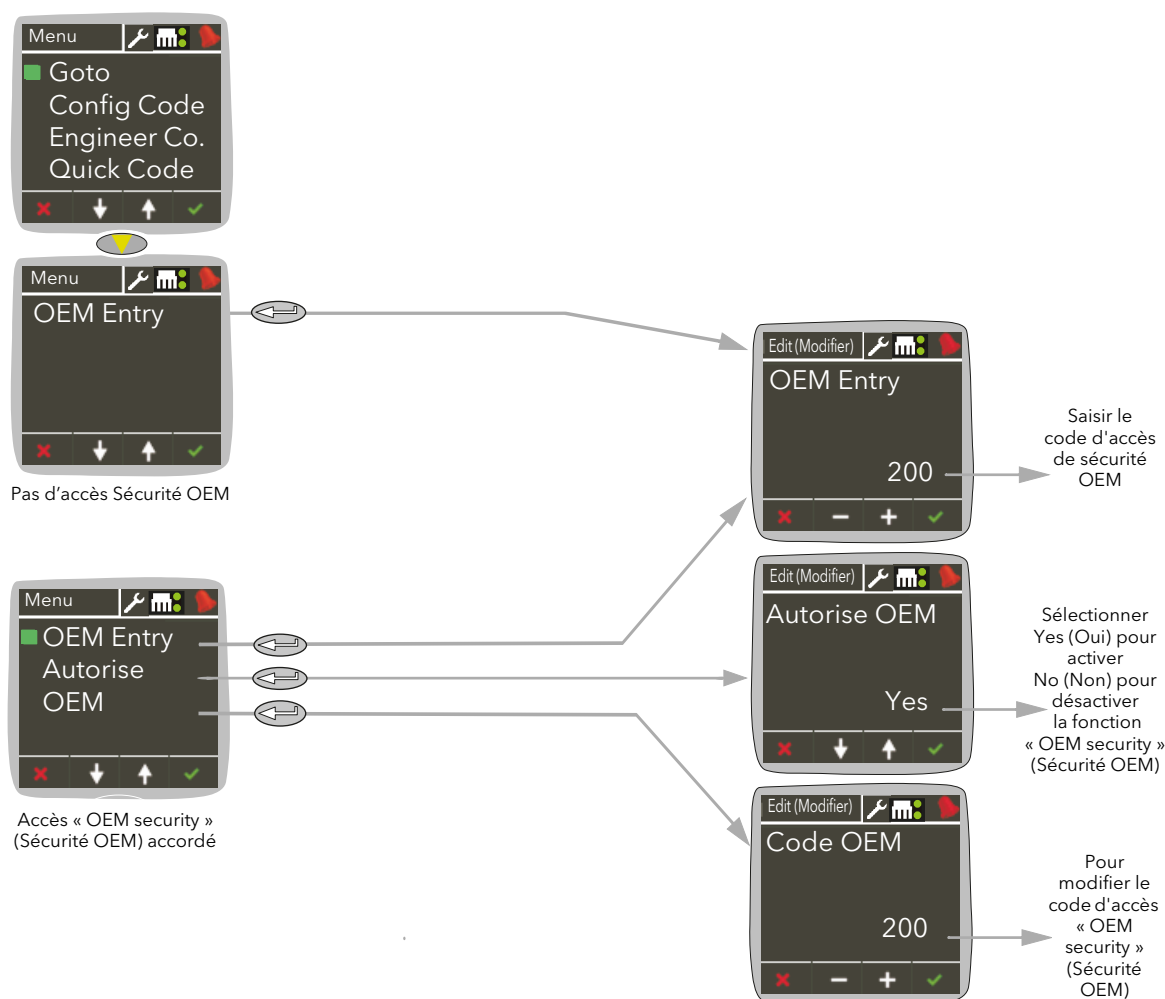 Menu
Goto
Config Code
Engineer Co.
Quick Code
Menu
OEM Entry
Pas d’accès Sécurité OEM
Edit (Modifier)
OEM Entry
200
Saisir le
code d'accès
de sécurité
OEM
Menu
OEM Entry
Autorise
OEM
Accès « OEM security »
(Sécurité OEM) accordé
Edit (Modifier)
Autorise OEM
Yes
Sélectionner
Yes (Oui) pour
activer
No (Non) pour
désactiver
la fonction
« OEM security »
(Sécurité OEM)
Edit (Modifier)
Code OEM
200
Pour
modifier le
code d'accès
« OEM
security »
(Sécurité
OEM)